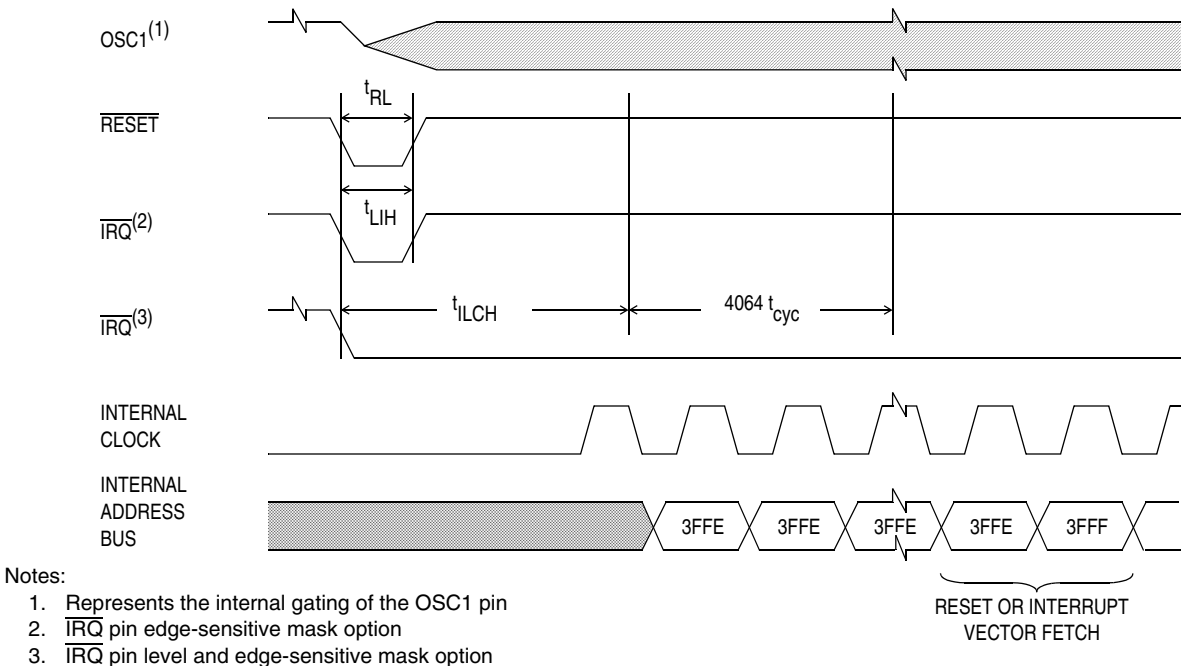 OSC1(1)
tRL
RESET
tLIH
IRQ(2)
tILCH
4064 tcyc
IRQ(3)
INTERNAL
CLOCK
INTERNAL
ADDRESS
BUS
3FFE 3FFE 3FFE 3FFE 3FFF
RESET OR INTERRUPT
VECTOR FETCH
Notes:
1. Represents the internal gating of the OSC1 pin
2. IRQ pin edge-sensitive mask option
3. IRQ pin level and edge-sensitive mask option